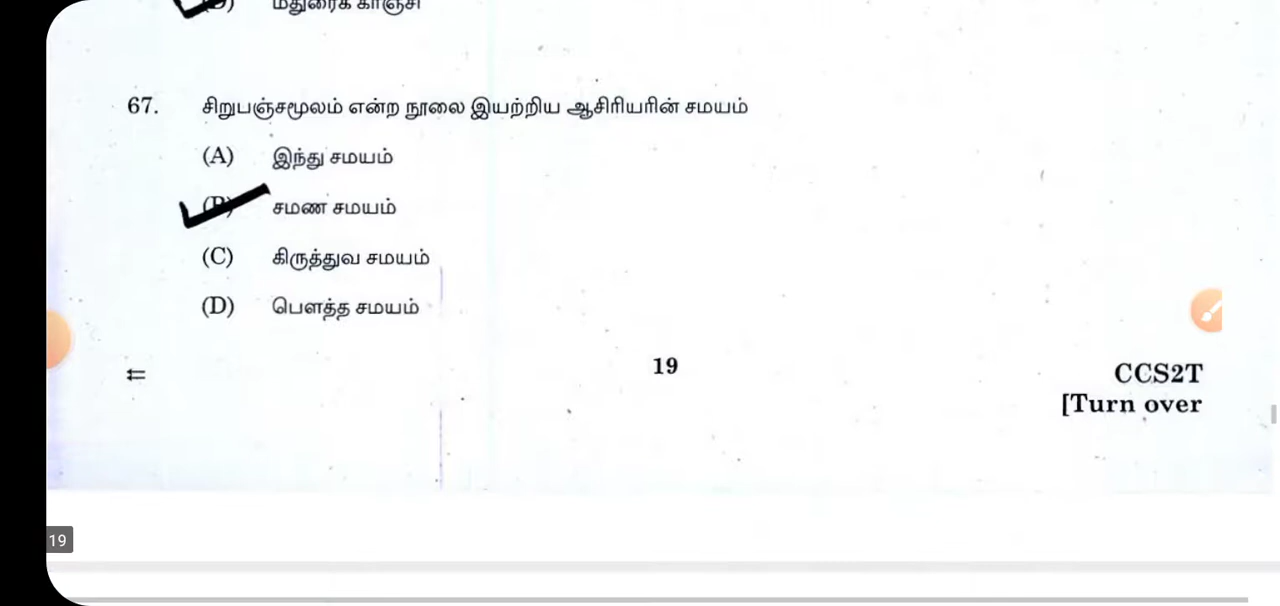 மதுரைக் காஞ்சி
67. சிறுபஞ்சமூலம் என்ற நூலை இயற்றிய ஆசிரியரின் சமயம்
(A) இந்து சமயம்
(B) சமண சமயம்
(C) கிருத்துவ சமயம்
(D) பௌத்த சமயம்
19
CCS2T
[Turn over
19